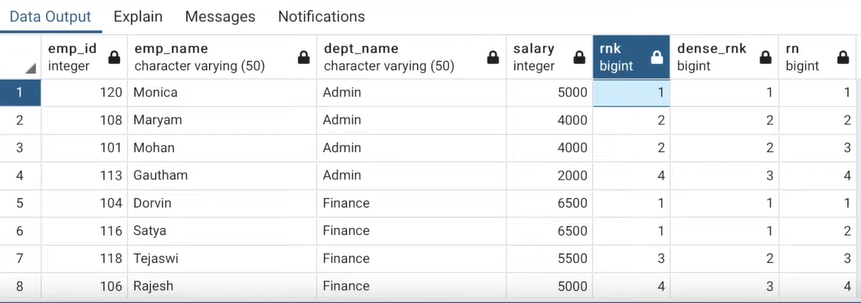 Data Output Explain Messages Notifications
emp_id emp_name dept_name salary rnk dense_rnk rn
integer character varying (50) character varying (50) integer bigint bigint bigint
1 120 Monica Admin 5000 1 1 1
2 108 Maryam Admin 4000 2 2 2
3 101 Mohan Admin 4000 2 2 3
4 113 Gautham Admin 2000 4 3 4
5 104 Dorvin Finance 6500 1 1 1
6 116 Satya Finance 6500 1 1 2
7 118 Tejaswi Finance 5500 3 2 3
8 106 Rajesh Finance 5000 4 3 4